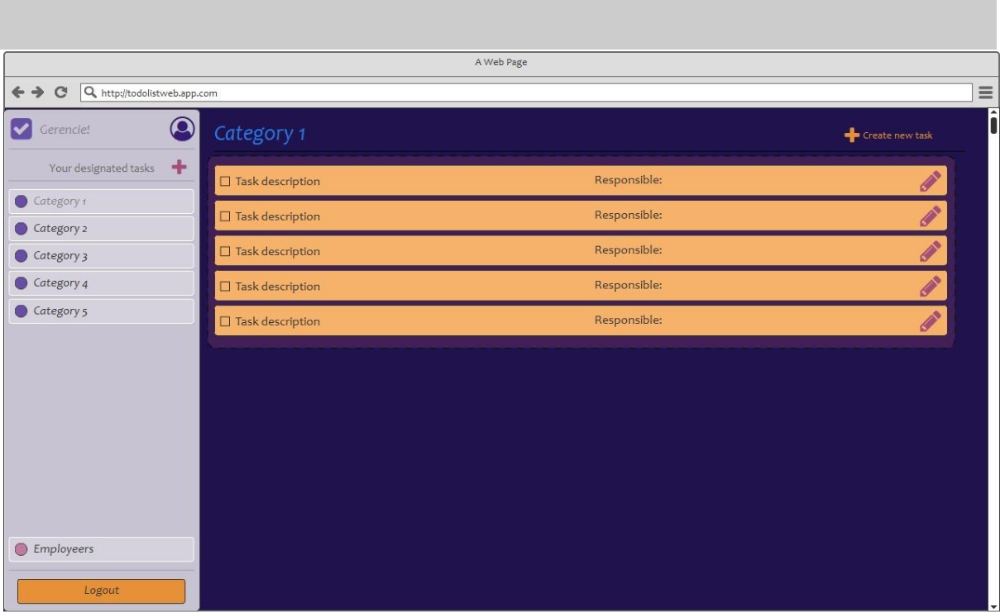 A Web Page
http://todolistweb.app.com
Gerencie!
Your designated tasks
Category 1
Category 2
Category 3
Category 4
Category 5
Employeers
Logout
Category 1
Create new task
Task description Responsible:
Task description Responsible:
Task description Responsible:
Task description Responsible:
Task description Responsible: